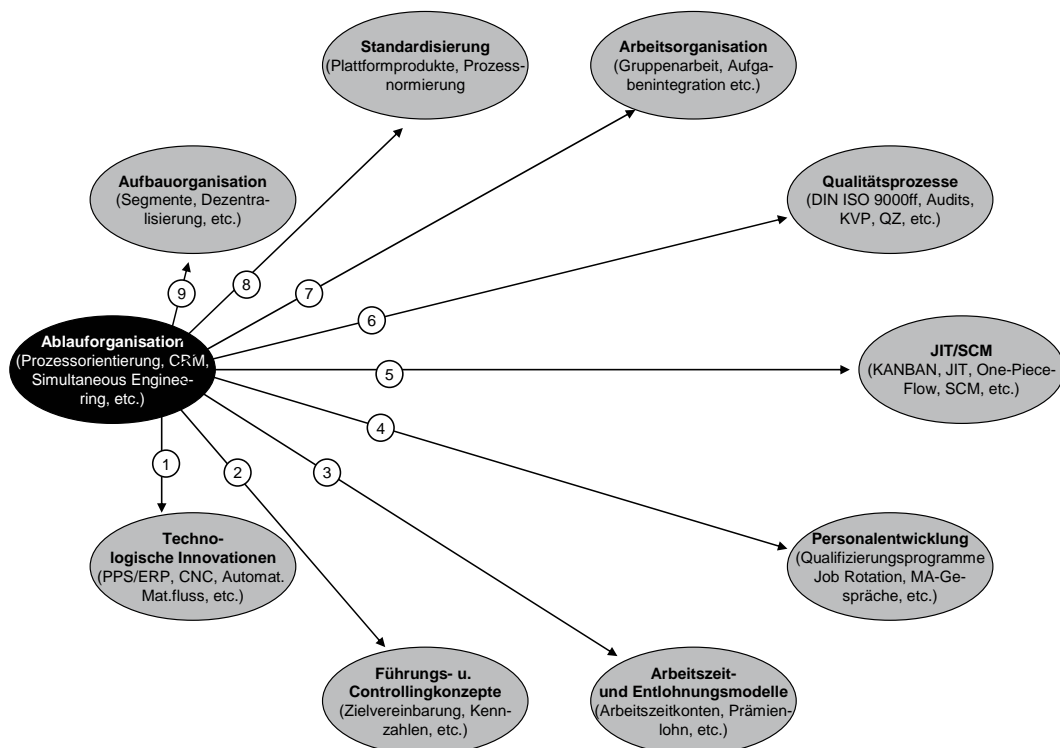 Standardisierung
(Plattformprodukte, Prozess-
normierung
Arbeitsorganisation
(Gruppenarbeit, Aufga-
benintegration etc.)
Aufbauorganisation
(Segmente, Dezentra-
lisierung, etc.)
Qualitätsprozesse
(DIN ISO 9000ff, Audits,
KVP, QZ, etc.)
9
8
7
6
Ablauforganisation
(Prozessorientierung, CRM,
Simultaneous Enginee-
ring, etc.)
5
JIT/SCM
(KANBAN, JIT, One-Piece-
Flow, SCM, etc.)
4
1
2
3
Techno-
logische Innovationen
(PPS/ERP, CNC, Automat.
Mat.fluss, etc.)
Personalentwicklung
(Qualifizierungsprogramme
Job Rotation, MA-Ge-
spräche, etc.)
Führungs- u.
Controllingkonzepte
(Zielvereinbarung, Kenn-
zahlen, etc.)
Arbeitszeit-
und Entlohnungsmodelle
(Arbeitszeitkonten, Prämien-
lohn, etc.)